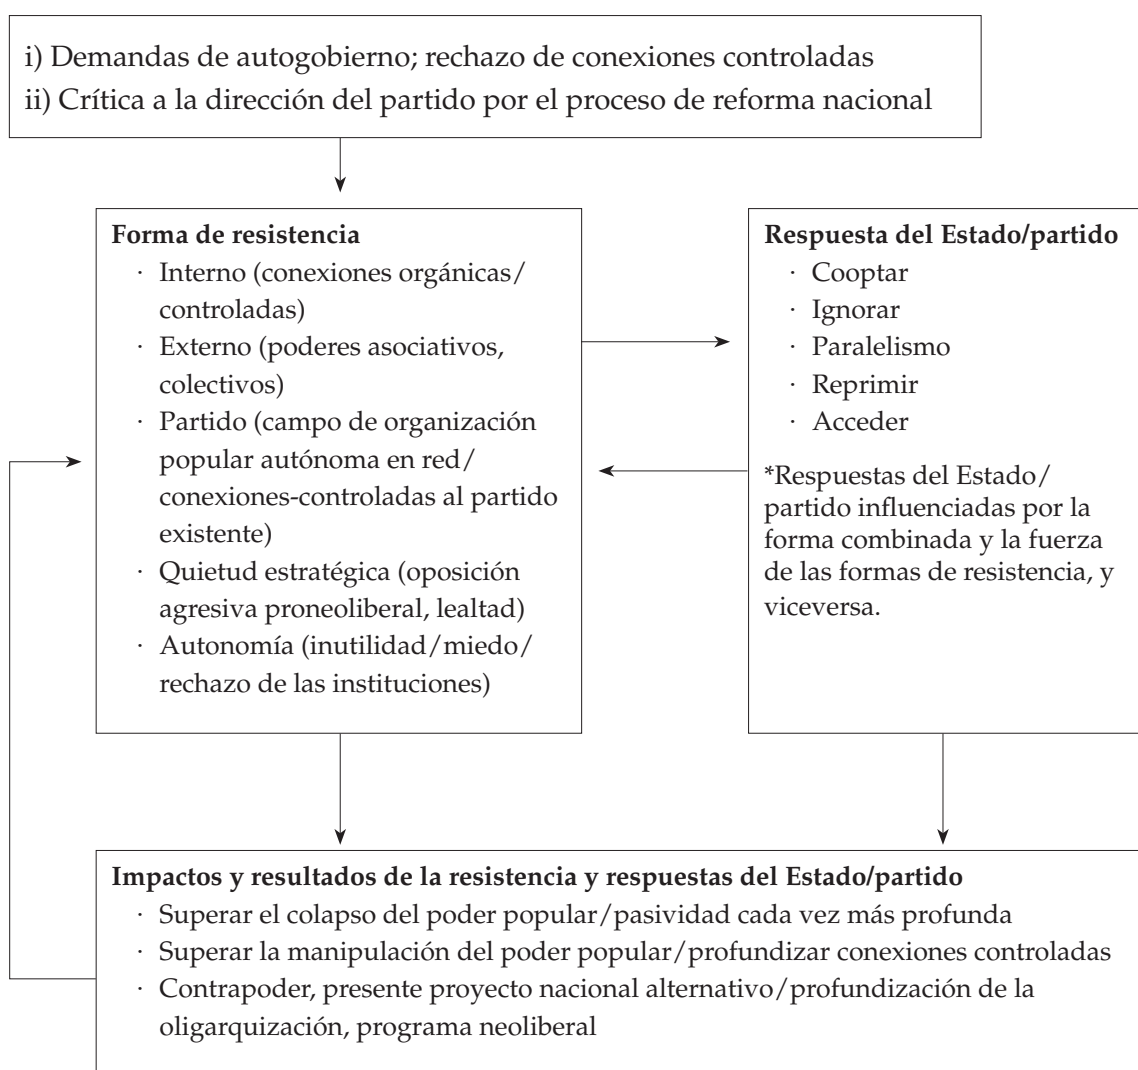 i) Demandas de autogobierno; rechazo de conexiones controladas
ii) Crítica a la dirección del partido por el proceso de reforma nacional
Forma de resistencia
· Interno (conexiones orgánicas/
controladas)
· Externo (poderes asociativos,
colectivos)
· Partido (campo de organización
popular autónoma en red/
conexiones-controladas al partido
existente)
· Quietud estratégica (oposición
agresiva proneoliberal, lealtad)
· Autonomía (inutilidad/miedo/
rechazo de las instituciones)
Respuesta del Estado/partido
· Cooptar
· Ignorar
· Paralelismo
· Reprimir
· Acceder
*Respuestas del Estado/
partido influenciadas por la
forma combinada y la fuerza
de las formas de resistencia, y
viceversa.
Impactos y resultados de la resistencia y respuestas del Estado/partido
· Superar el colapso del poder popular/pasividad cada vez más profunda
· Superar la manipulación del poder popular/profundizar conexiones controladas
· Contrapoder, presente proyecto nacional alternativo/profundización de la
oligarquización, programa neoliberal